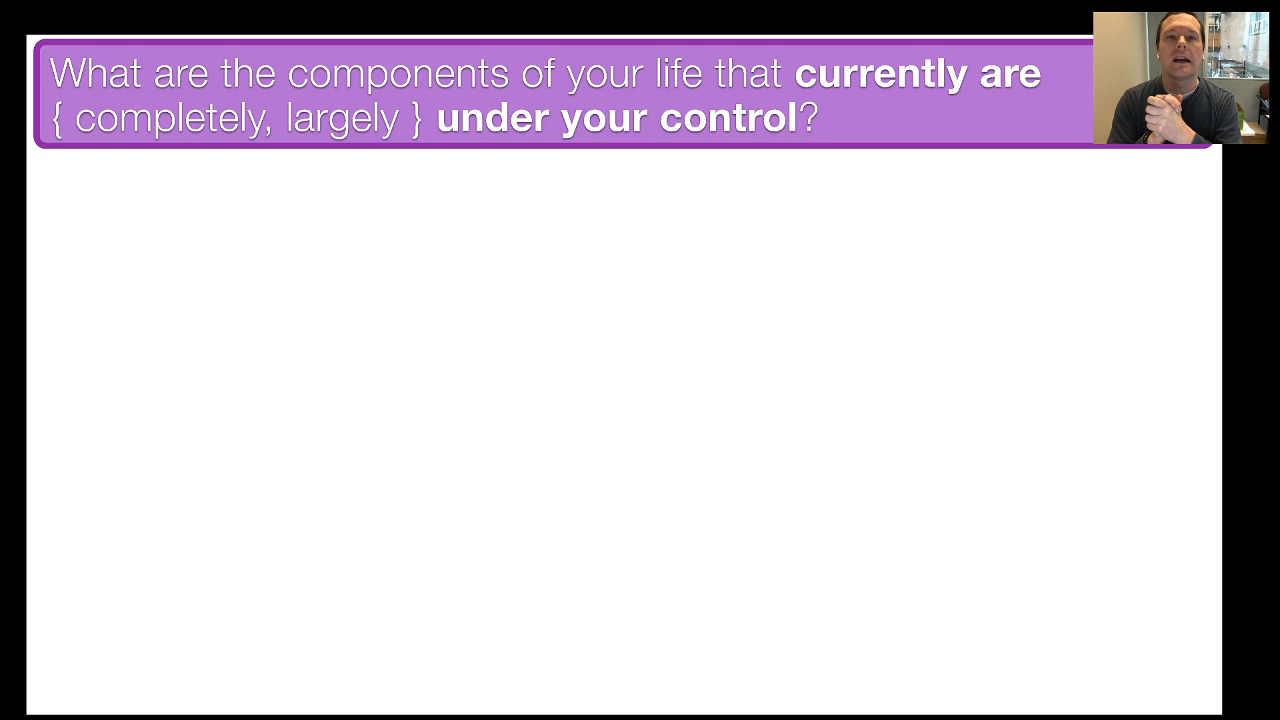 What are the components of your life that currently are
{ completely, largely } under your control?